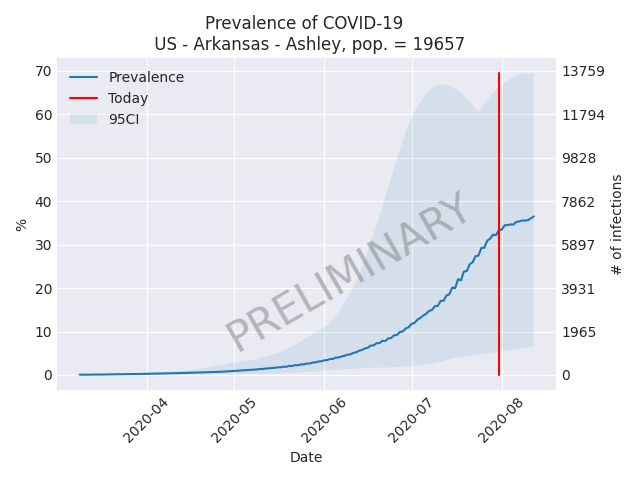 Prevalence of COVID-19
US - Arkansas - Ashley, pop. = 19657
Prevalence
Today
95CI
PRELIMINARY
%
70
60
50
40
30
20
10
0
13759
11794
9828
7862
5897
3931
1965
0
# of infections
2020-04
2020-05
2020-06
2020-07
2020-08
Date